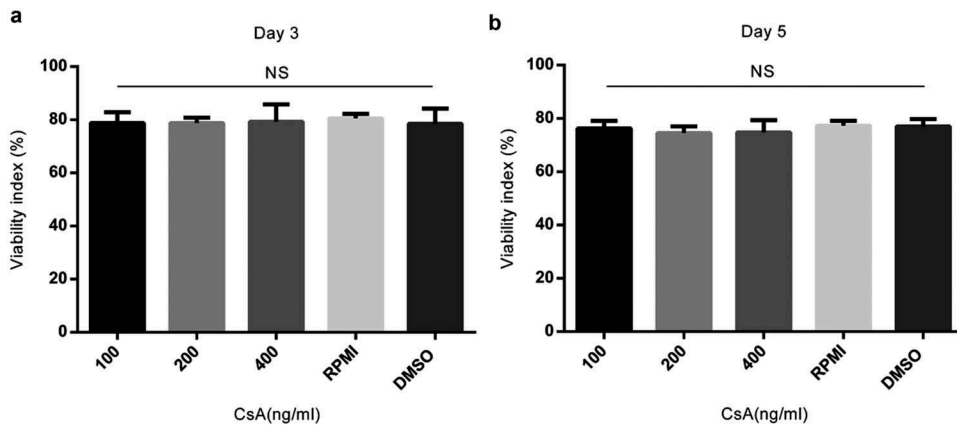 a
Day 3
NS
Viability index (%)
100
80
60
40
20
0
100
200
400
RPMI
DMSO
CsA(ng/ml)
b
Day 5
NS
Viability index (%)
100
80
60
40
20
0
100
200
400
RPMI
DMSO
CsA(ng/ml)